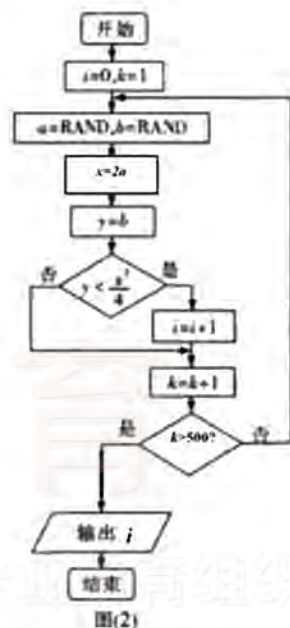 开始
i=0,k=1
a=RAND,b=RAND
x=2a
y=b
否
y < x²/4
是
i=i+1
k=k+1
是
k>500?
否
输出 i
结束
图(2)